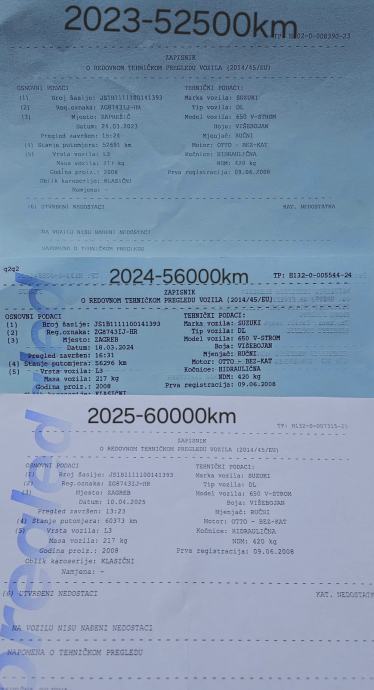 2023-52500km
ZAPISNIK
O REDOVNOM TEHNIČKOM PREGLEDU VOZILA (2014/45/EU)
OSNOVNI PODACI TEHNIČKI PODACI:
(1) Broj šasije: JS1B1111100141393 Marka vozila: SUZUKI
(2) Reg.oznaka: ZG8743IJ-HR Tip vozila: DL
(3) Mjesto: Model vozila: 650 V-STROM
Datum: 24.03.2023 Boja: VIŠEBOJAN
Pregled završen: 15:24 Mjenjač: RUČNI
(4) Stanje putomjera: 52691 km Motor: OTTO - BEZ-KAT
(5) Vrsta vozila: L3 Kočnice: HIDRAULIČNA
Masa vozila: 217 kg NDM: 420 kg
Godina proiz.: 2008 Prva registracija: 09.06.2008
Oblik karoserije: KLASIČNI
Namjena: -
(6) UTVRĐENI NEDOSTACI KAT. NEDOSTATKA
NA VOZILU NISU NAĐENI NEDOSTACI
NAPOMENA O TEHNIČKOM PREGLEDU
q2q2
2024-56000km TP: H132-0-005544-24
ZAPISNIK
O REDOVNOM TEHNIČKOM PREGLEDU VOZILA (2014/45/EU)
OSNOVNI PODACI TEHNIČKI PODACI:
(1) Broj šasije: JS1B1111100141393 Marka vozila: SUZUKI
(2) Reg.oznaka: ZG8743IJ-HR Tip vozila: DL
(3) Mjesto: ZAGREB Model vozila: 650 V-STROM
Datum: 18.03.2024 Boja: VIŠEBOJAN
Pregled završen: 16:31 Mjenjač: RUČNI
(4) Stanje putomjera: 56256 km Motor: OTTO - BEZ-KAT
(5) Vrsta vozila: L3 Kočnice: HIDRAULIČNA
Masa vozila: 217 kg NDM: 420 kg
Godina proiz.: 2008 Prva registracija: 09.06.2008
2025-60000km
ZAPISNIK
O REDOVNOM TEHNIČKOM PREGLEDU VOZILA (2014/45/EU)
OSNOVNI PODACI TEHNIČKI PODACI:
(1) Broj šasije: JS1B1111100141393 Marka vozila: SUZUKI
(2) Reg.oznaka: ZG8743IJ-HR Tip vozila: DL
(3) Mjesto: ZAGREB Model vozila: 650 V-STROM
Datum: 10.04.2025 Boja: VIŠEBOJAN
Pregled završen: 13:23 Mjenjač: RUČNI
(4) Stanje putomjera: 60373 km Motor: OTTO - BEZ-KAT
(5) Vrsta vozila: L3 Kočnice: HIDRAULIČNA
Masa vozila: 217 kg NDM: 420 kg
Godina proiz.: 2008 Prva registracija: 09.06.2008
Oblik karoserije: KLASIČNI
Namjena: -
(6) UTVRĐENI NEDOSTACI KAT.
NA VOZILU NISU NAĐENI NEDOSTACI
NAPOMENA O TEHNIČKOM PREGLEDU